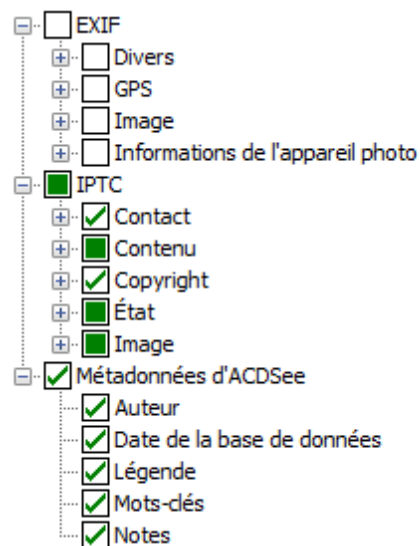 EXIF
Divers
GPS
Image
Informations de l'appareil photo
IPTC
Contact
Contenu
Copyright
État
Image
Métadonnées d'ACDSee
Auteur
Date de la base de données
Légende
Mots-clés
Notes